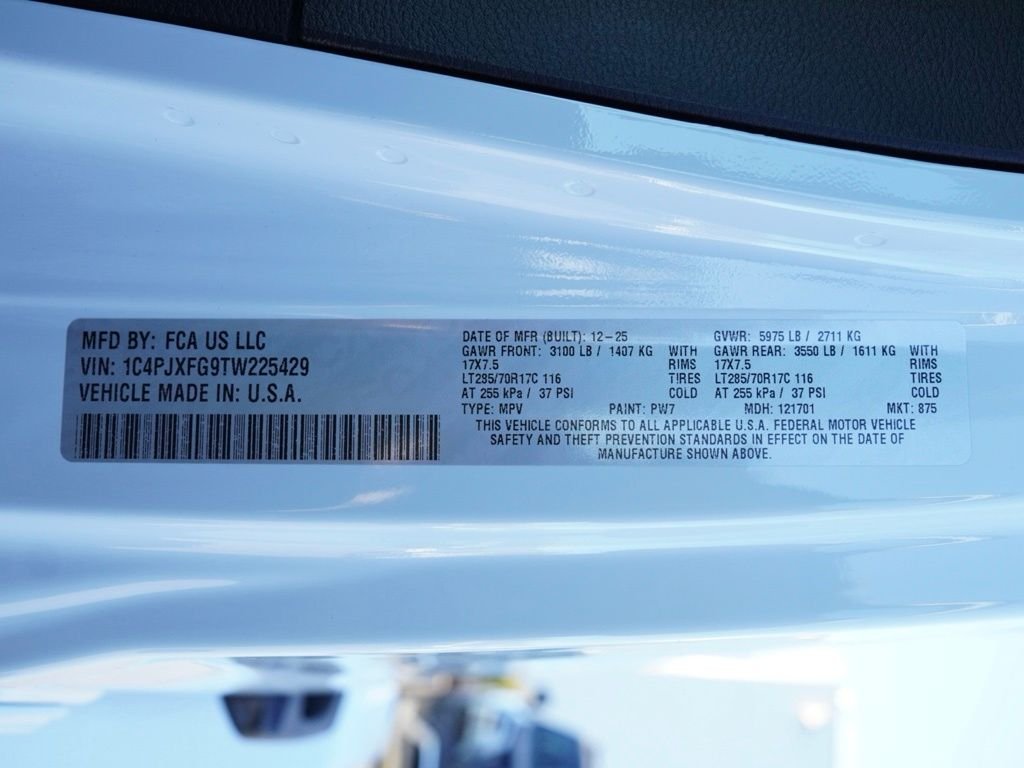 MFD BY: FCA US LLC
VIN: 1C4PJXFG9TW225429
VEHICLE MADE IN: U.S.A.
DATE OF MFR (BUILT): 12-25
GAWR FRONT: 3100 LB / 1407 KG WITH
17X7.5 RIMS
LT285/70R17C 116 TIRES
AT 255 kPa / 37 PSI COLD
GVWR: 5975 LB / 2711 KG
GAWR REAR: 3550 LB / 1611 KG WITH
17X7.5 RIMS
LT285/70R17C 116 TIRES
AT 255 kPa / 37 PSI COLD
TYPE: MPV PAINT: PW7 MDH: 121701 MKT: 875
THIS VEHICLE CONFORMS TO ALL APPLICABLE U.S.A. FEDERAL MOTOR VEHICLE
SAFETY AND THEFT PREVENTION STANDARDS IN EFFECT ON THE DATE OF
MANUFACTURE SHOWN ABOVE.